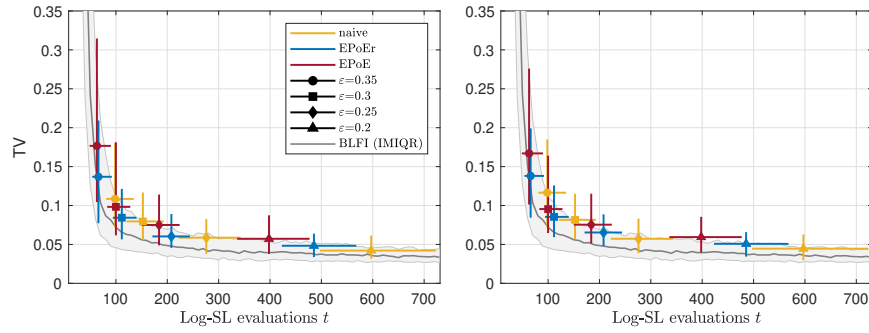 0.35
0.3
0.25
0.2
0.15
0.1
0.05
0
TV
100
200
300
400
500
600
700
Log-SL evaluations t
naive
EPoEr
EPoE
ε=0.35
ε=0.3
ε=0.25
ε=0.2
BLFI (IMIQR)
0.35
0.3
0.25
0.2
0.15
0.1
0.05
0
100
200
300
400
500
600
700
Log-SL evaluations t